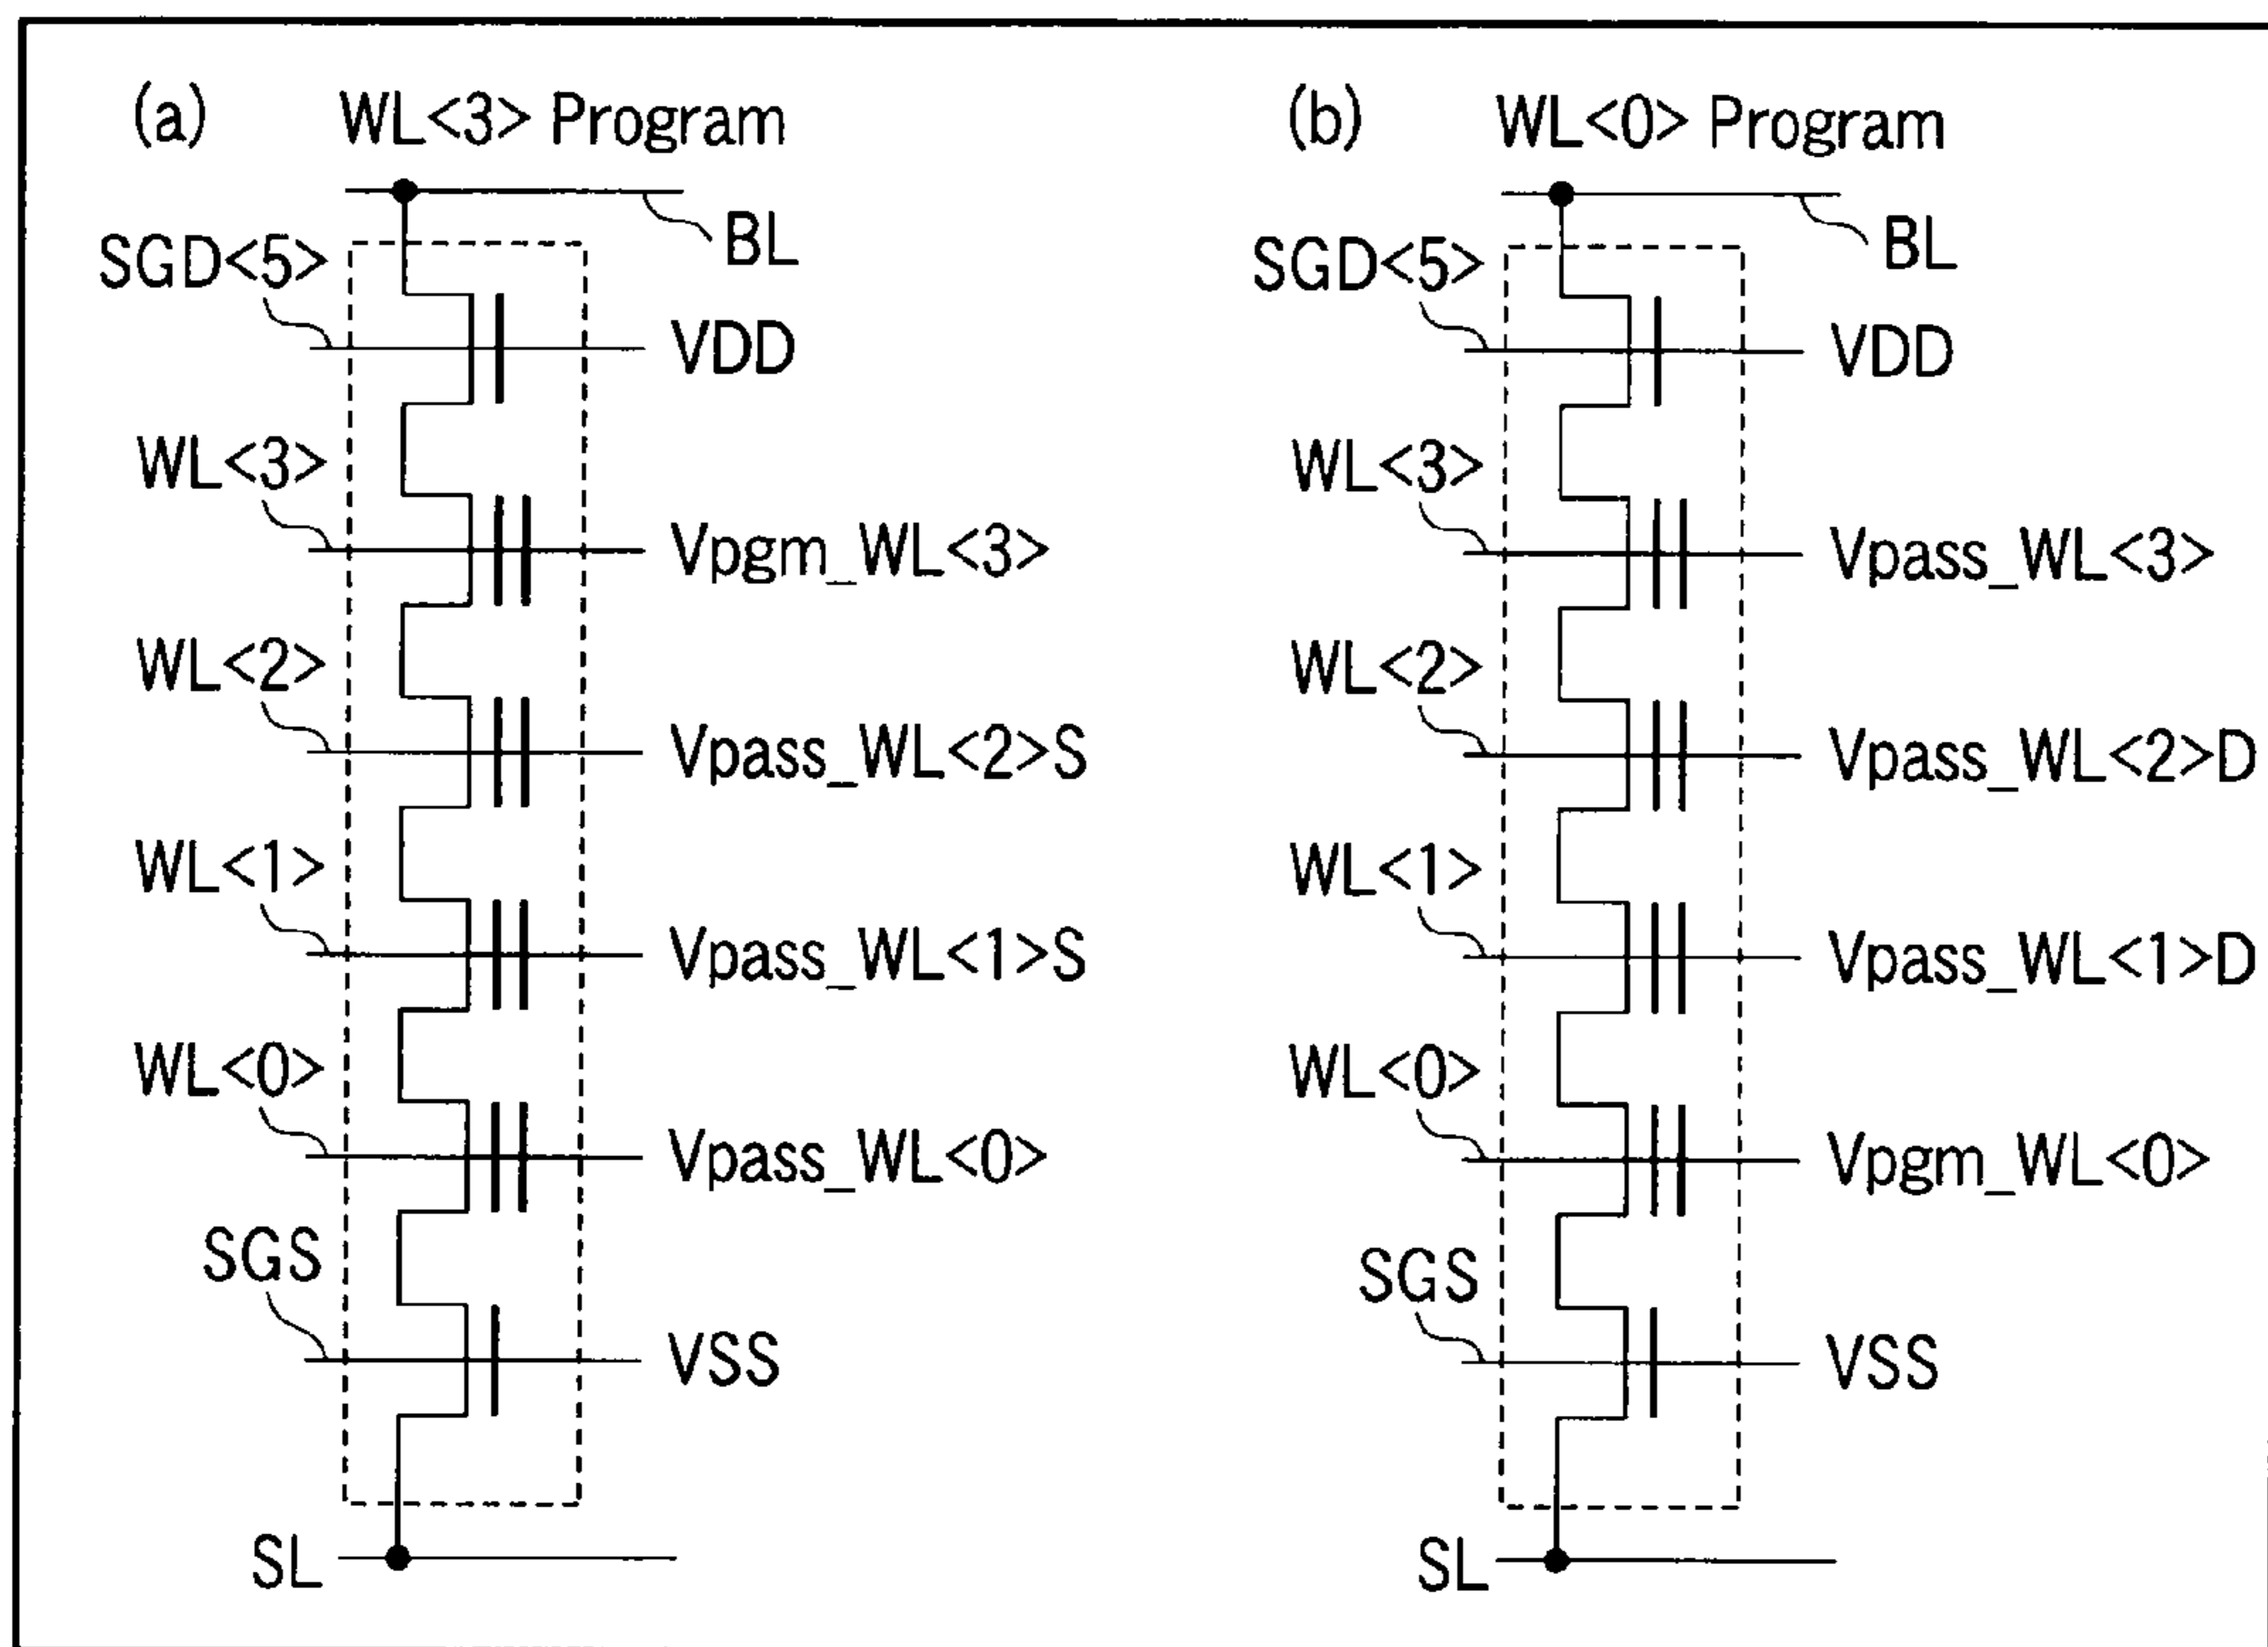 (a) WL<3> Program
BL
SGD<5>
VDD
WL<3>
Vpgm_WL<3>
WL<2>
Vpass_WL<2>S
WL<1>
Vpass_WL<1>S
WL<0>
Vpass_WL<0>
SGS
VSS
SL
(b) WL<0> Program
BL
SGD<5>
VDD
WL<3>
Vpass_WL<3>
WL<2>
Vpass_WL<2>D
WL<1>
Vpass_WL<1>D
WL<0>
Vpgm_WL<0>
SGS
VSS
SL